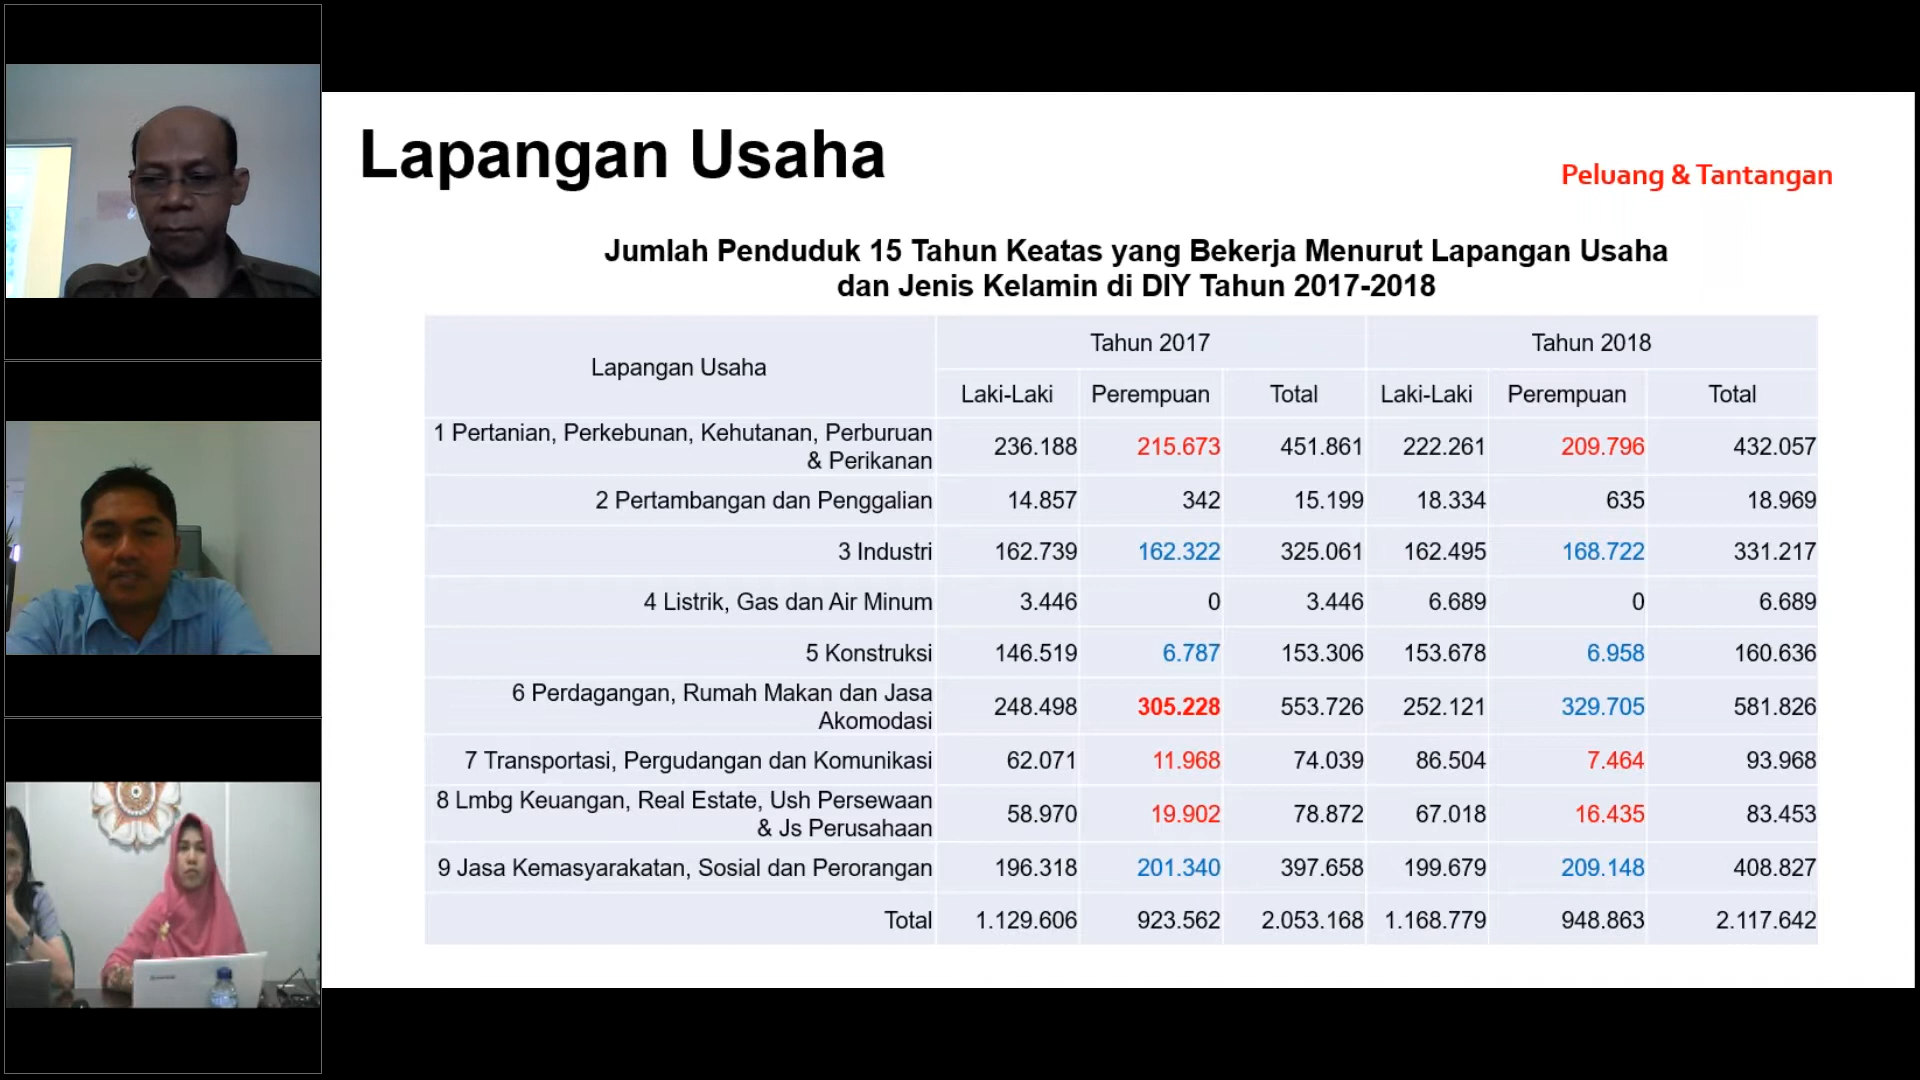 Lapangan Usaha
Peluang & Tantangan
Jumlah Penduduk 15 Tahun Keatas yang Bekerja Menurut Lapangan Usaha
dan Jenis Kelamin di DIY Tahun 2017-2018
Lapangan Usaha Tahun 2017 Tahun 2018
Laki-Laki Perempuan Total Laki-Laki Perempuan Total
1 Pertanian, Perkebunan, Kehutanan, Perburuan
& Perikanan 236.188 215.673 451.861 222.261 209.796 432.057
2 Pertambangan dan Penggalian 14.857 342 15.199 18.334 635 18.969
3 Industri 162.739 162.322 325.061 162.495 168.722 331.217
4 Listrik, Gas dan Air Minum 3.446 0 3.446 6.689 0 6.689
5 Konstruksi 146.519 6.787 153.306 153.678 6.958 160.636
6 Perdagangan, Rumah Makan dan Jasa
Akomodasi 248.498 305.228 553.726 252.121 329.705 581.826
7 Transportasi, Pergudangan dan Komunikasi 62.071 11.968 74.039 86.504 7.464 93.968
8 Lmbg Keuangan, Real Estate, Ush Persewaan
& Js Perusahaan 58.970 19.902 78.872 67.018 16.435 83.453
9 Jasa Kemasyarakatan, Sosial dan Perorangan 196.318 201.340 397.658 199.679 209.148 408.827
Total 1.129.606 923.562 2.053.168 1.168.779 948.863 2.117.642